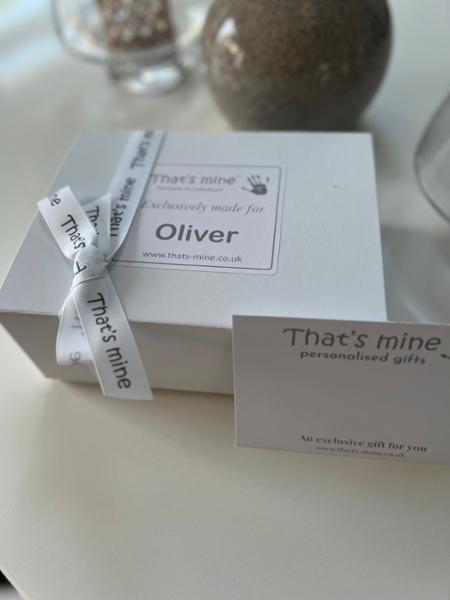 That's mine
Exclusively made for
Oliver
www.thats-mine.co.uk
That's mine
That's mine
That's
That's mine
personalised gifts
An exclusive gift for you
www.thats-mine.co.uk